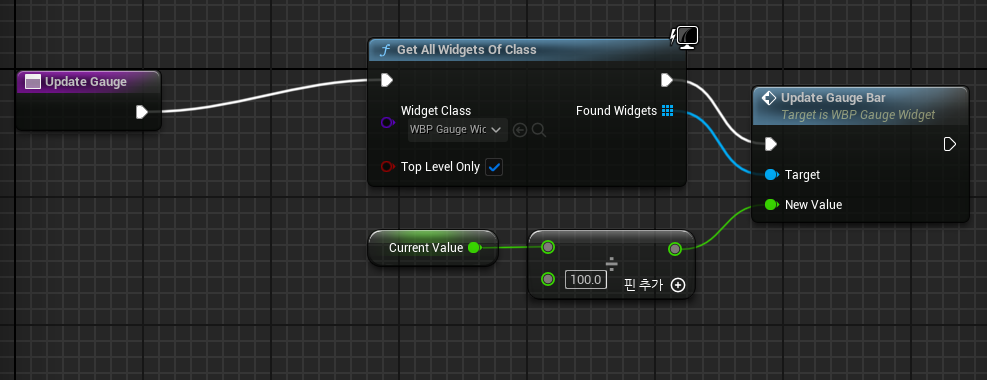 Update Gauge
Get All Widgets Of Class
Widget Class
WBP Gauge Wic
Found Widgets
Top Level Only
Update Gauge Bar
Target is WBP Gauge Widget
Target
New Value
Current Value
100.0
핀 추가